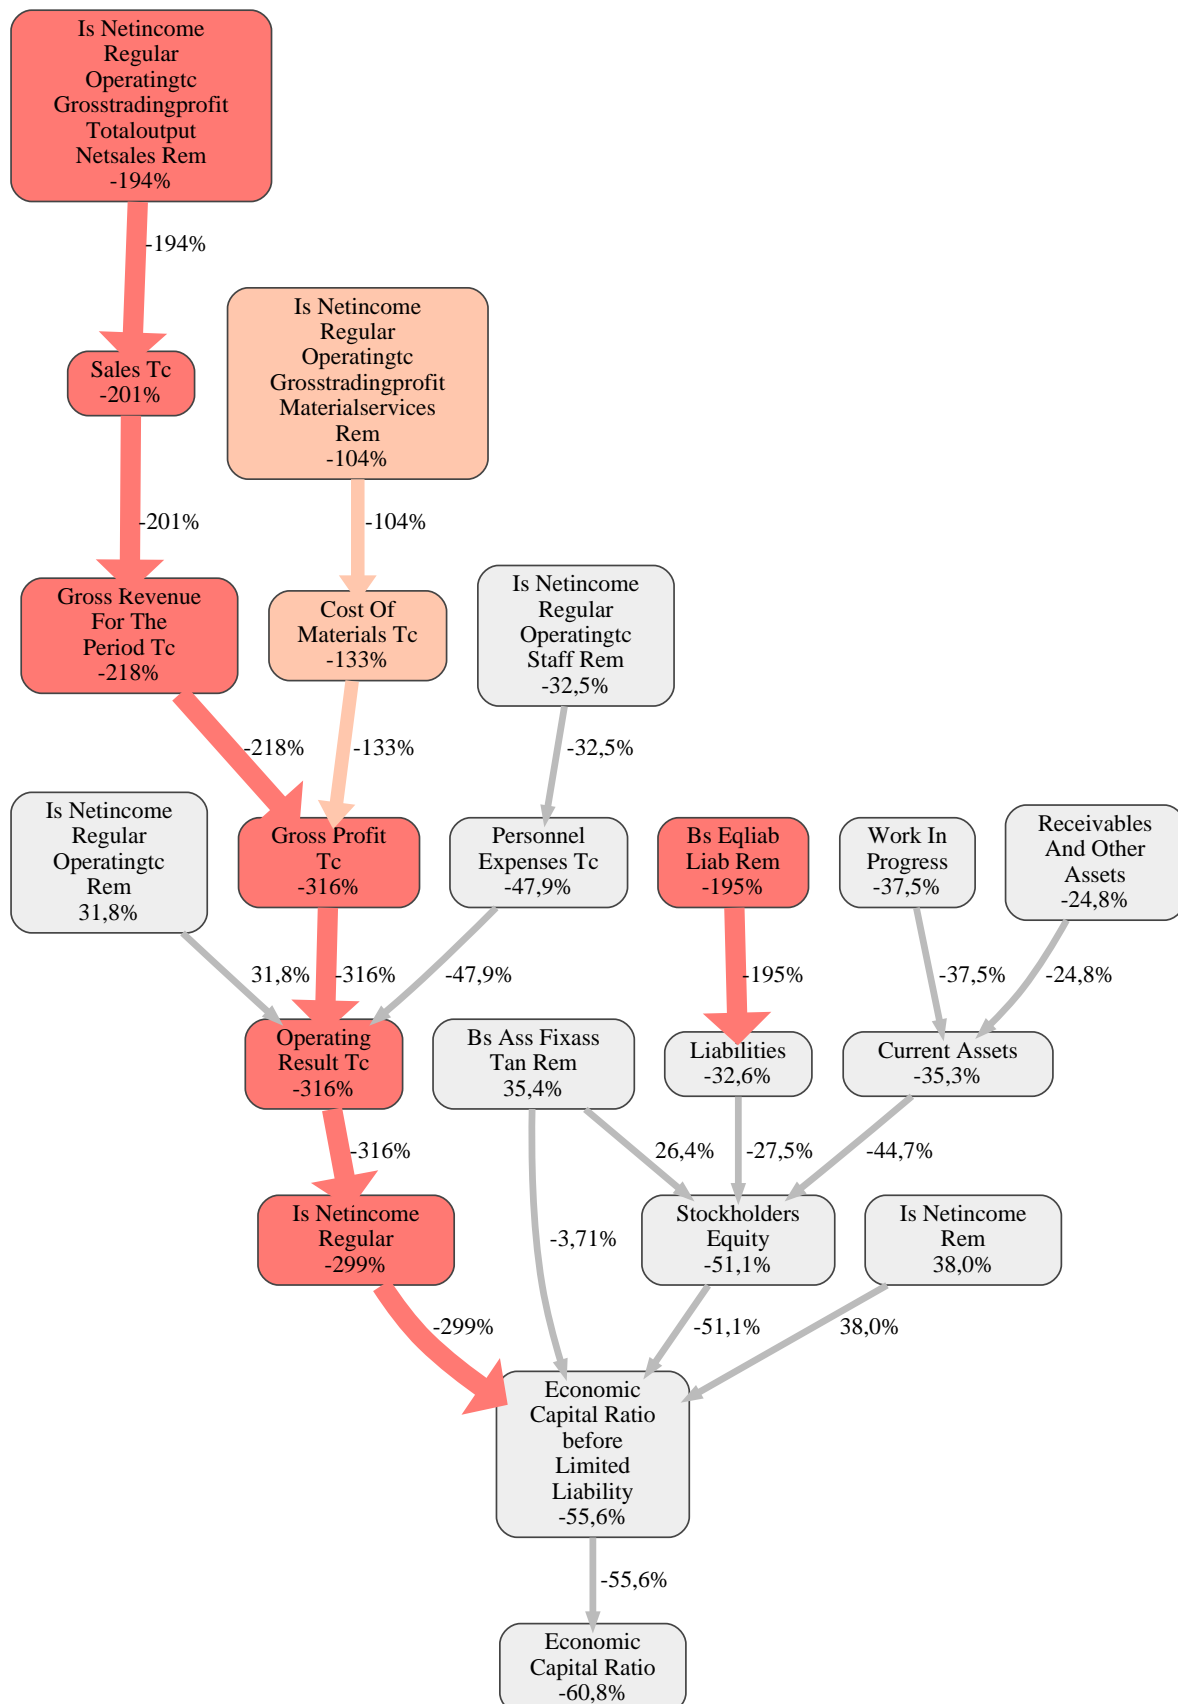 Is Netincome
Regular
Operatingtc
Grosstradingprofit
Totaloutput
Netsales Rem
-194%
-194%
Sales Tc
-201%
-201%
Is Netincome
Regular
Operatingtc
Grosstradingprofit
Materialservices
Rem
-104%
-104%
Gross Revenue
For The
Period Tc
-218%
-218%
Cost Of
Materials Tc
-133%
-133%
Is Netincome
Regular
Operatingtc
Staff Rem
-32,5%
-32,5%
Is Netincome
Regular
Operatingtc
Rem
31,8%
31,8%
Gross Profit
Tc
-316%
-316%
Personnel
Expenses Tc
-47,9%
-47,9%
Bs Eqliab
Liab Rem
-195%
-195%
Work In
Progress
-37,5%
-37,5%
Receivables
And Other
Assets
-24,8%
-24,8%
Operating
Result Tc
-316%
-316%
Bs Ass Fixass
Tan Rem
35,4%
-3,71%
26,4%
Liabilities
-32,6%
-27,5%
Current Assets
-35,3%
-44,7%
Is Netincome
Regular
-299%
-299%
Stockholders
Equity
-51,1%
-51,1%
Is Netincome
Rem
38,0%
38,0%
Economic
Capital Ratio
before
Limited
Liability
-55,6%
-55,6%
Economic
Capital Ratio
-60,8%